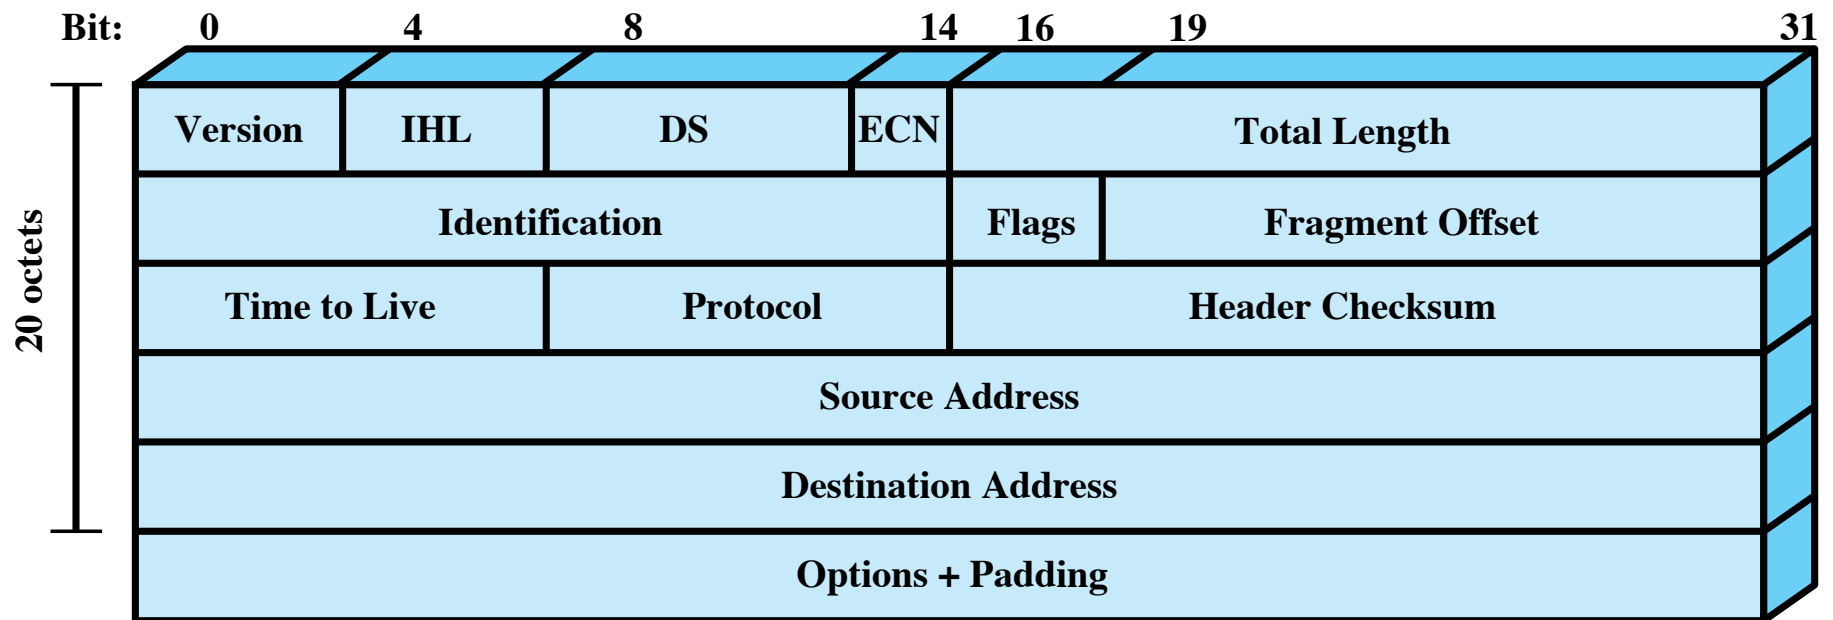 Bit: 0 4 8 14 16 19 31
Version IHL DS ECN Total Length
Identification Flags Fragment Offset
Time to Live Protocol Header Checksum
Source Address
Destination Address
Options + Padding
20 octets